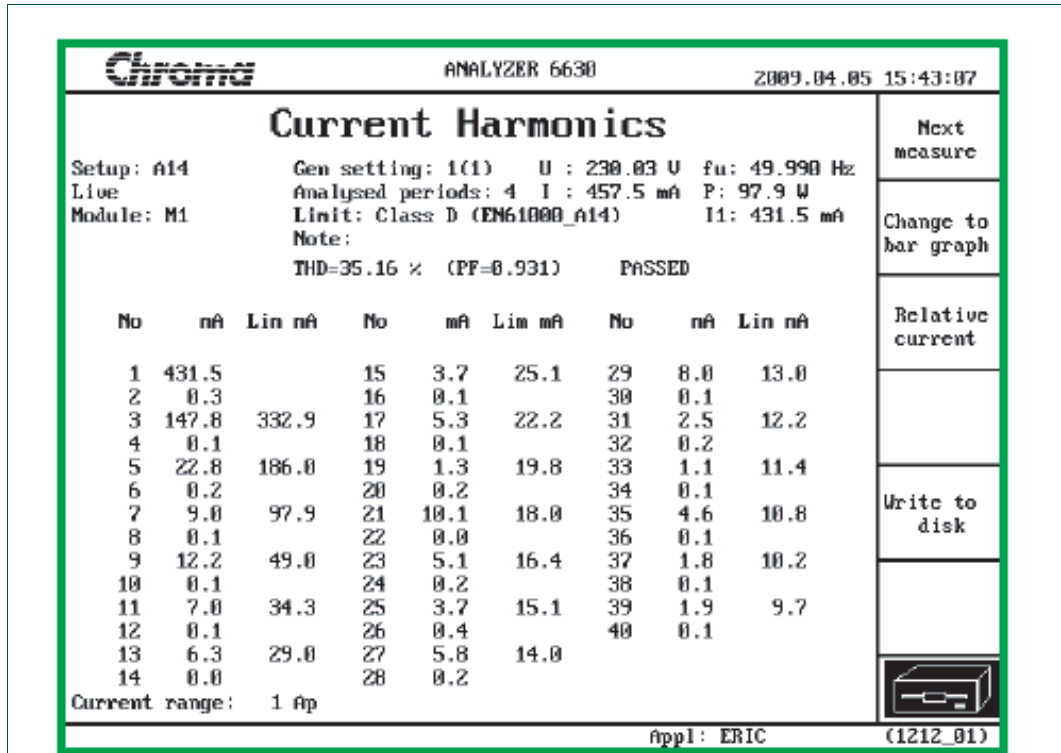 Chroma ANALYZER 6630 2009.04.05 15:43:07
Current Harmonics
Next measure
Setup: A14 Gen setting: 1(1) U : 230.03 V fu: 49.990 Hz
Live Analysed periods: 4 I : 457.5 mA P: 97.9 W
Module: M1 Limit: Class D (EN61000_A14) I1: 431.5 mA
Change to bar graph
Note:
THD=35.16 % (PF=0.931) PASSED
No mA Lim mA No mA Lim mA No mA Lim mA
Relative current
1 431.5 15 3.7 25.1 29 8.0 13.0
2 0.3 16 0.1 30 0.1
3 147.8 332.9 17 5.3 22.2 31 2.5 12.2
4 0.1 18 0.1 32 0.2
5 22.8 186.0 19 1.3 19.8 33 1.1 11.4
6 0.2 20 0.2 34 0.1
Write to disk
7 9.0 97.9 21 10.1 18.0 35 4.6 10.8
8 0.1 22 0.0 36 0.1
9 12.2 49.0 23 5.1 16.4 37 1.8 10.2
10 0.1 24 0.2 38 0.1
11 7.0 34.3 25 3.7 15.1 39 1.9 9.7
12 0.1 26 0.4 40 0.1
13 6.3 29.0 27 5.8 14.0
14 0.0 28 0.2
Current range: 1 Ap
Appl: ERIC (1212_01)